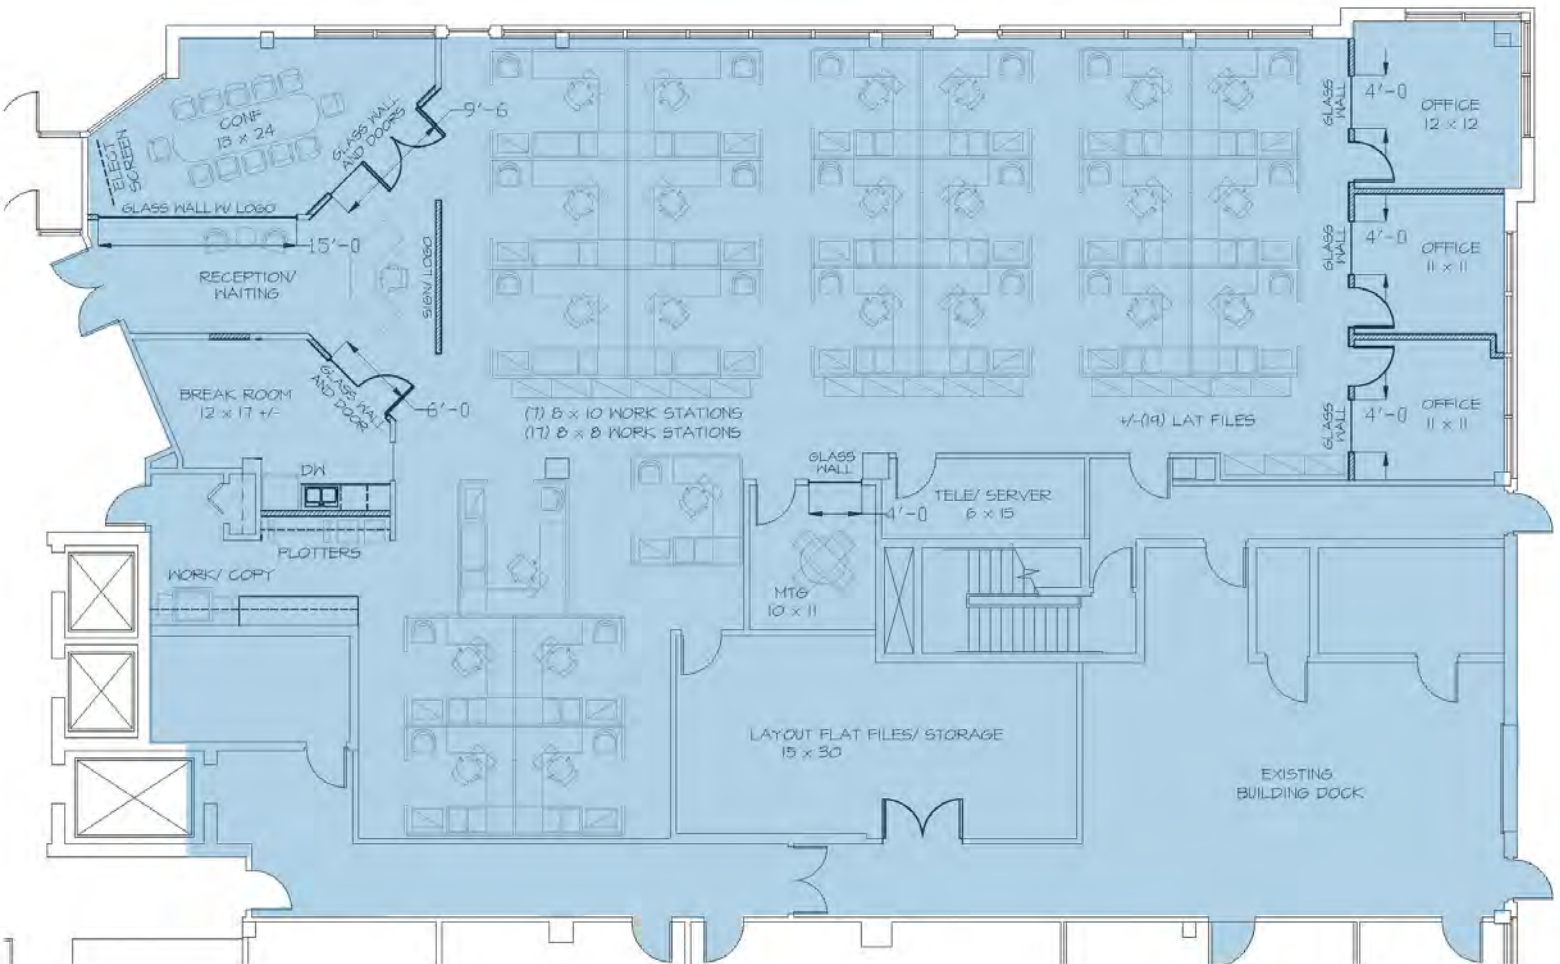 CONF
13 x 24
ELECT
SCREEN
GLASS WALL
AND DOORS
9'-6
GLASS WALL W/ LOGO
15'-0
RECEPTION/
WAITING
SIGN/ LOGO
BREAK ROOM
12 x 17 +/-
GLASS WALL
AND DOOR
6'-0
DW
PLOTTERS
WORK/ COPY
(7) 8 x 10 WORK STATIONS
(17) 8 x 8 WORK STATIONS
+/-(19) LAT FILES
GLASS
WALL
4'-0
OFFICE
12 x 12
GLASS
WALL
4'-0
OFFICE
11 x 11
GLASS
WALL
4'-0
OFFICE
11 x 11
GLASS
WALL
4'-0
TELE/ SERVER
6 x 15
MTG
10 x 11
LAYOUT FLAT FILES/ STORAGE
15 x 30
EXISTING
BUILDING DOCK